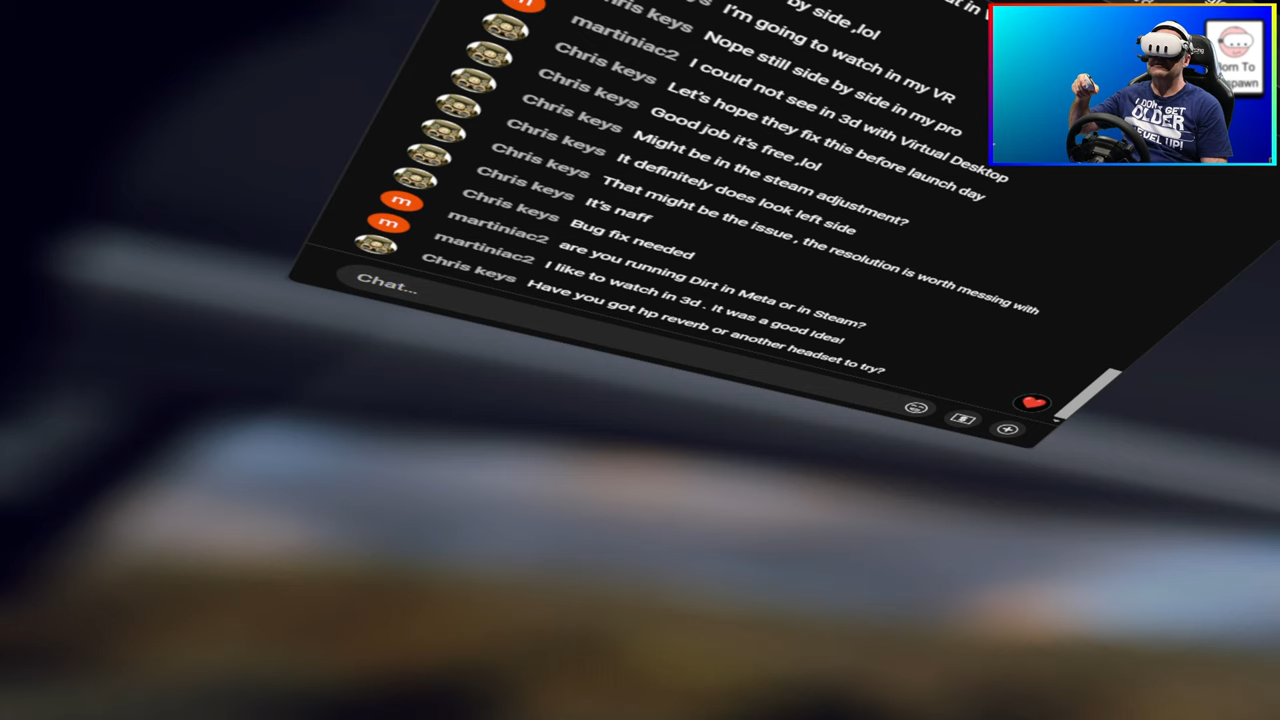 by side ,lol
I'm going to watch in my VR
keys Nope still side by side in my pro
martiniac2 I could not see in 3d with Virtual Desktop
Chris keys Let's hope they fix this before launch day
Chris keys Good job it's free ,lol
Chris keys Might be in the steam adjustment?
Chris keys It definitely does look left side
Chris keys That might be the issue , the resolution is worth messing with
Chris keys It's naff
Chris keys Bug fix needed
martiniac2 are you running Dirt in Meta or in Steam?
martiniac2 I like to watch in 3d . It was a good Idea!
Chris keys Have you got hp reverb or another headset to try?
Chat...
I DON'T GET
OLDER
LEVEL UP!
Born To